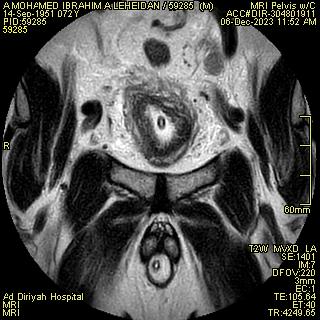 A MOHAMED IBRAHIM A LEHEIDAN / 59285 (M)
MRI Pelvis w/C
14-Sep-1951 072Y
ACC#DIR-304801911
PID:59285
06-Dec-2023 11:52 AM
59285
R
60mm
T2W MVXD LA
SE:1401
IM:7
DFOV:220
3mm
EC:1
Ad Diriyah Hospital
TE:105.64
MRI
ET:40
MRI
TR:4249.65